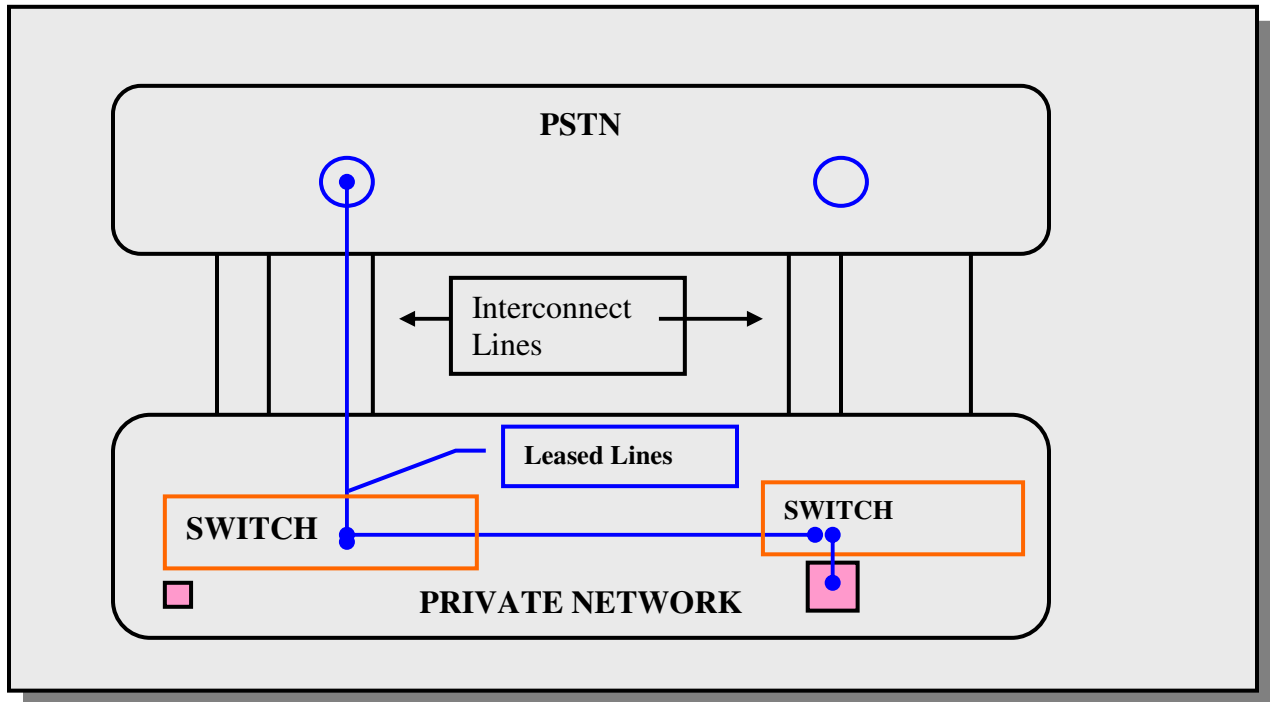 PSTN
Interconnect
Lines
Leased Lines
SWITCH
SWITCH
PRIVATE NETWORK